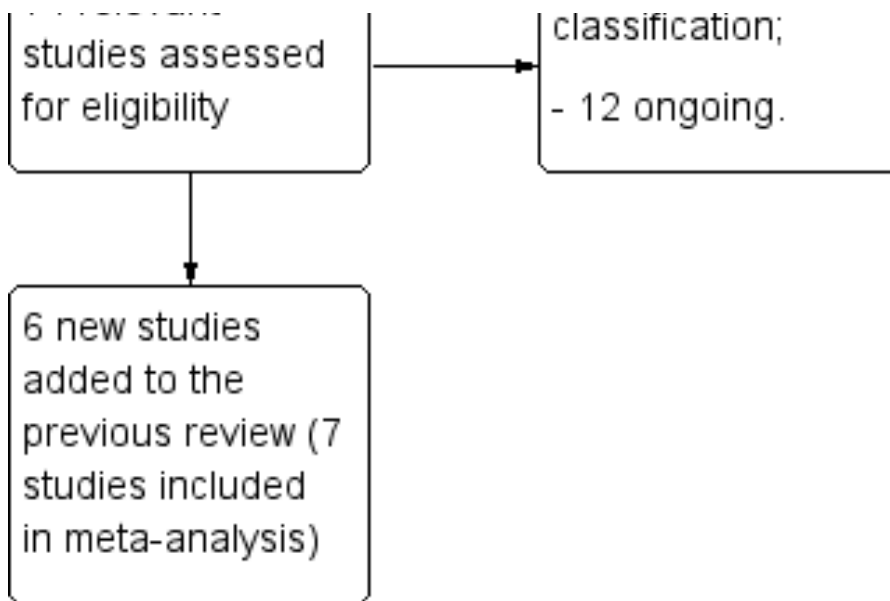 studies assessed
for eligibility
classification;
- 12 ongoing.
6 new studies
added to the
previous review (7
studies included
in meta-analysis)